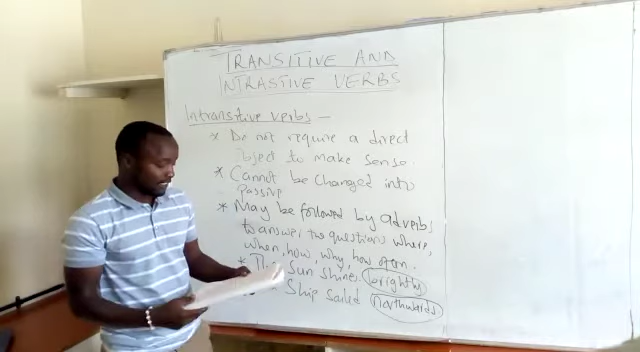 TRANSITIVE AND
INTRASTIVE VERBS
Intransitive verbs –
* Do not require a direct
object to make sense.
* Cannot be changed into
passive
* May be followed by adverbs
to answer the questions where,
when, how, why, how often.
* The Sun shines brightly
Ship sailed northwards